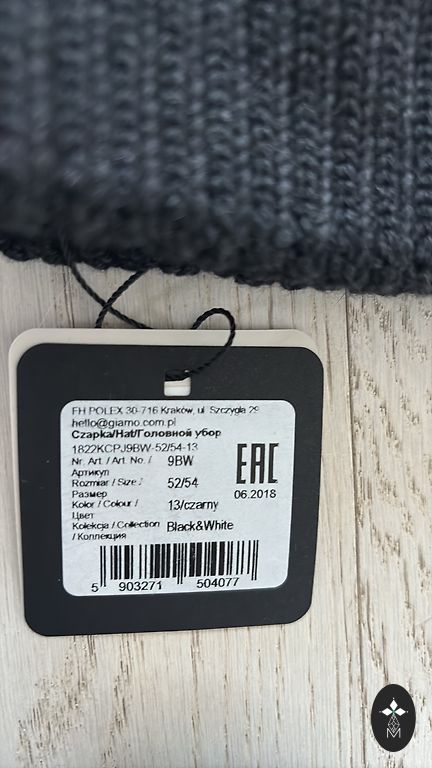 FH POLEX 30-716 Kraków, ul. Szczygla 29
hello@giamo.com.pl
Czapka/Hat/Головной убор
1822KCPJ9BW-52/54-13
Nr. Art. / Art. No. / 9BW
Артикул
Rozmiar / Size / 52/54
Размер
Kolor / Colour / 13/czarny
Цвет
Kolekcja / Collection Black&White
/ Коллекция
EAC
06.2018
5 903271 504077
M